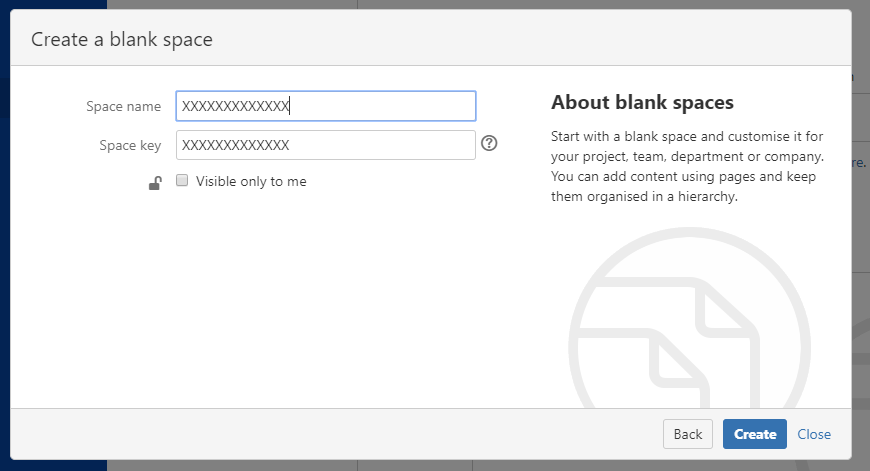 Create a blank space
Space name XXXXXXXXXXXXX
Space key XXXXXXXXXXXXX ?
Visible only to me
About blank spaces
Start with a blank space and customise it for
your project, team, department or company.
You can add content using pages and keep
them organised in a hierarchy.
re.
Back Create Close